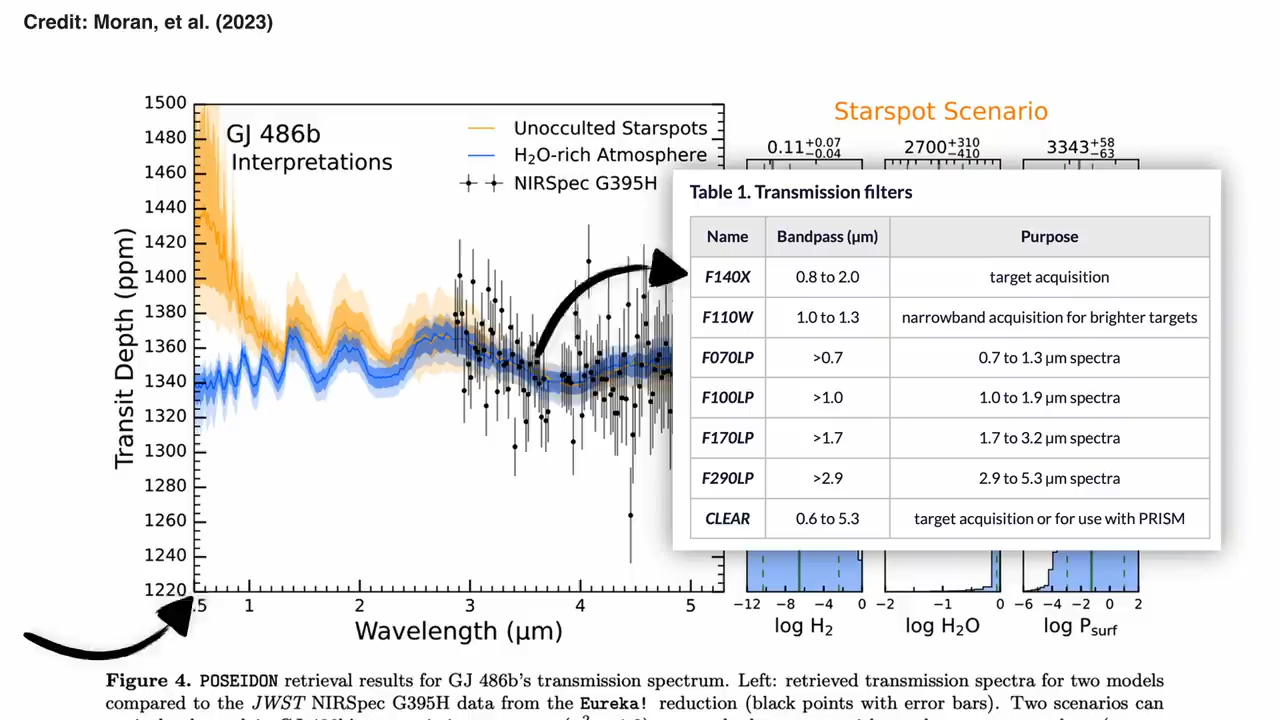 Credit: Moran, et al. (2023)
GJ 486b
Interpretations
Unocculted Starspots
H₂O-rich Atmosphere
NIRSpec G395H
Transit Depth (ppm)
1500
1480
1460
1440
1420
1400
1380
1360
1340
1320
1300
1280
1260
1240
1220
.5 1 2 3 4 5
Wavelength (μm)
Starspot Scenario
0.11+0.07−0.04 2700+310−410 3343+58−63
Table 1. Transmission filters
Name Bandpass (μm) Purpose
F140X 0.8 to 2.0 target acquisition
F110W 1.0 to 1.3 narrowband acquisition for brighter targets
F070LP >0.7 0.7 to 1.3 μm spectra
F100LP >1.0 1.0 to 1.9 μm spectra
F170LP >1.7 1.7 to 3.2 μm spectra
F290LP >2.9 2.9 to 5.3 μm spectra
CLEAR 0.6 to 5.3 target acquisition or for use with PRISM
−12 −8 −4 0 −2 −1 0 −6 −4 −2 0 2
log H₂ log H₂O log Psurf
Figure 4. POSEIDON retrieval results for GJ 486b's transmission spectrum. Left: retrieved transmission spectra for two models
compared to the JWST NIRSpec G395H data from the Eureka! reduction (black points with error bars). Two scenarios can